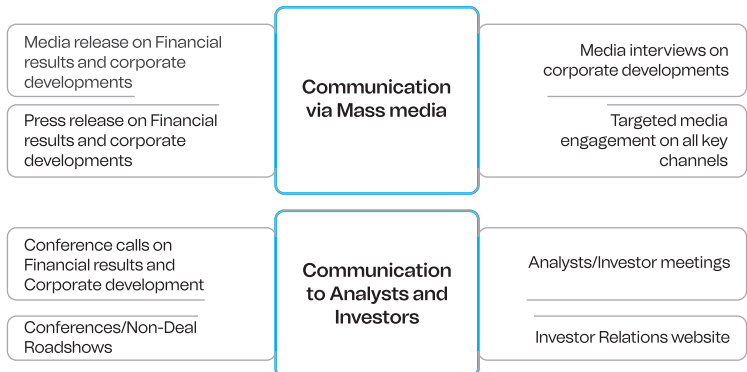 Media release on Financial
results and corporate
developments
Press release on Financial
results and corporate
developments
Communication
via Mass media
Media interviews on
corporate developments
Targeted media
engagement on all key
channels
Conference calls on
Financial results and
Corporate development
Conferences/Non-Deal
Roadshows
Communication
to Analysts and
Investors
Analysts/Investor meetings
Investor Relations website